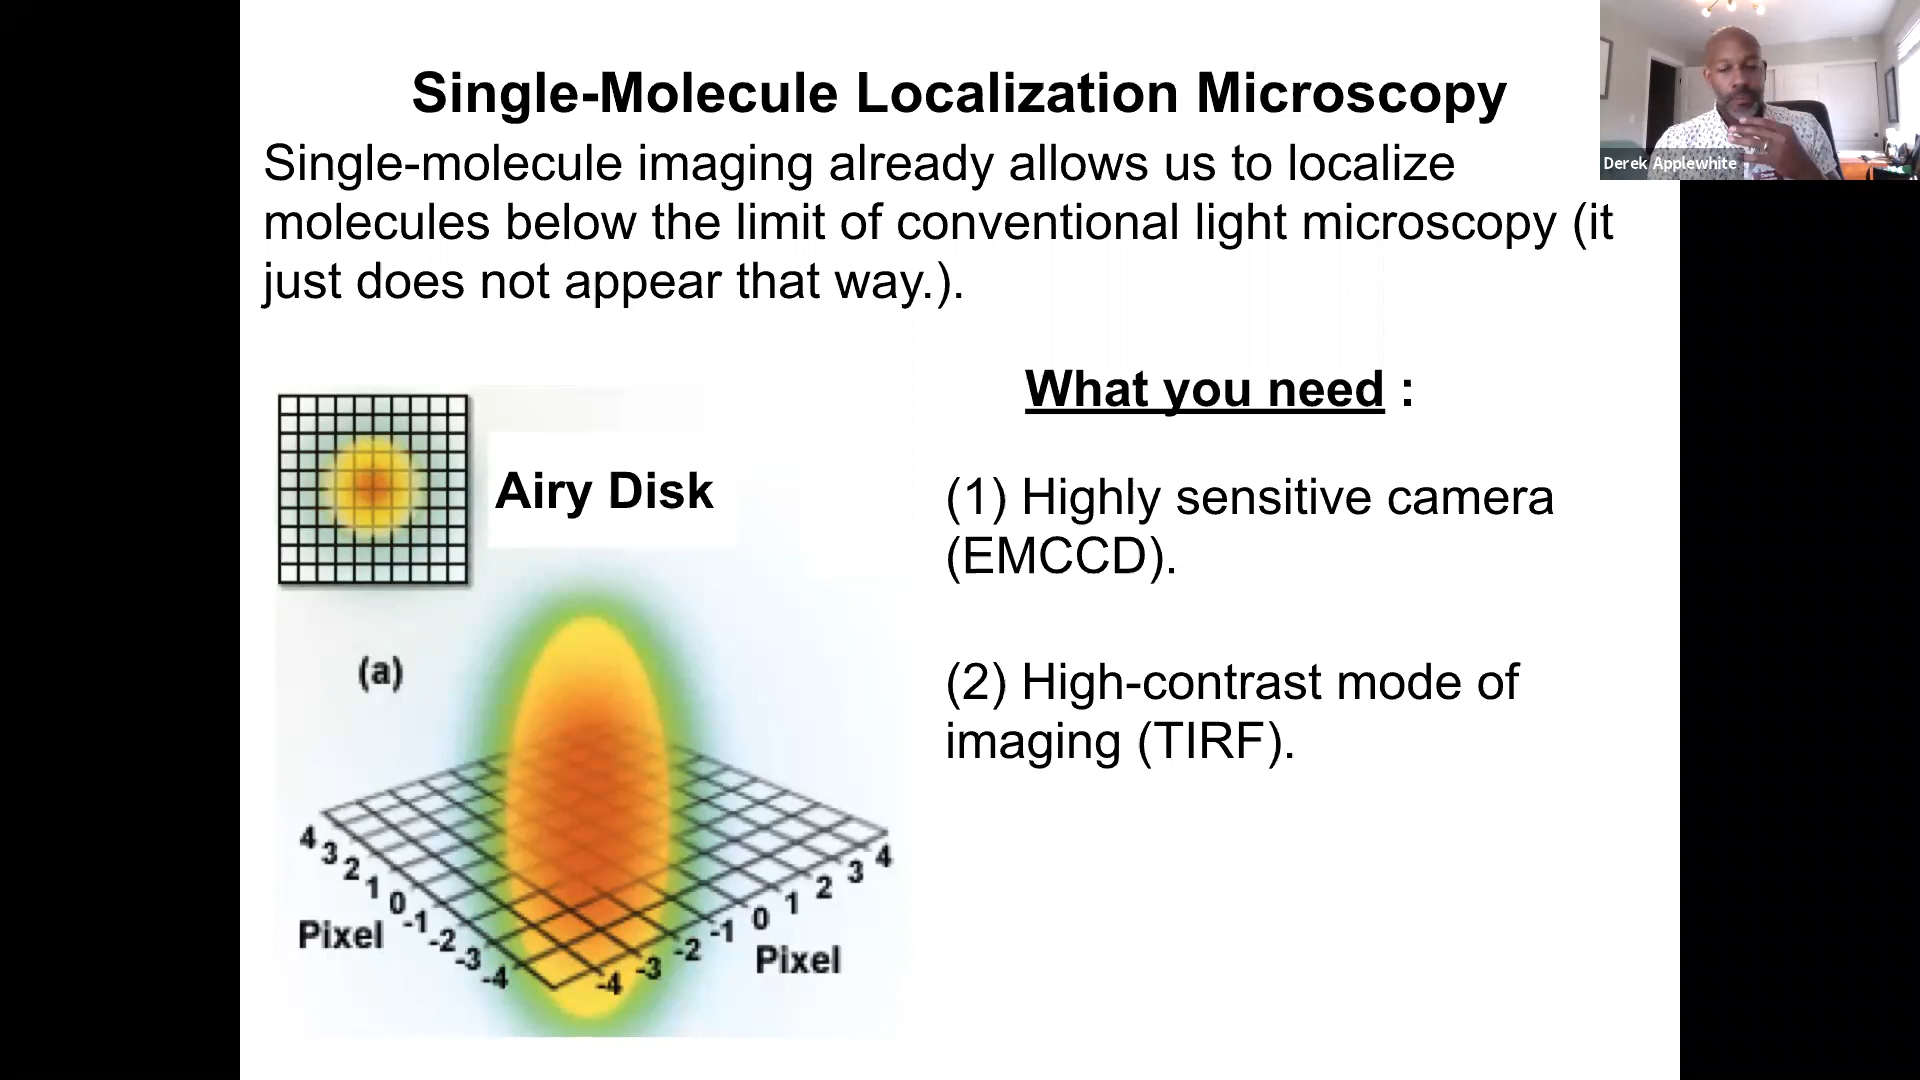 Single-Molecule Localization Microscopy
Single-molecule imaging already allows us to localize
molecules below the limit of conventional light microscopy (it
just does not appear that way.).
Derek Applewhite
What you need :
Airy Disk
(1) Highly sensitive camera
(EMCCD).
(2) High-contrast mode of
imaging (TIRF).
(a)
4 3 2 1 0 -1 -2 -3 -4
Pixel
-4 -3 -2 -1 0 1 2 3 4
Pixel